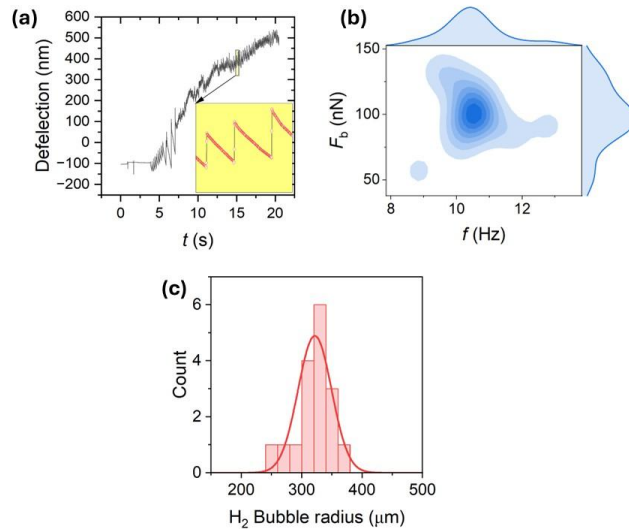 (a)
600
500
400
300
200
100
0
-100
-200
Defelection (nm)
0 5 10 15 20
t (s)
(b)
150
100
50
F_b (nN)
8 10 12
f (Hz)
(c)
6
4
2
0
Count
200 300 400 500
H₂ Bubble radius (μm)